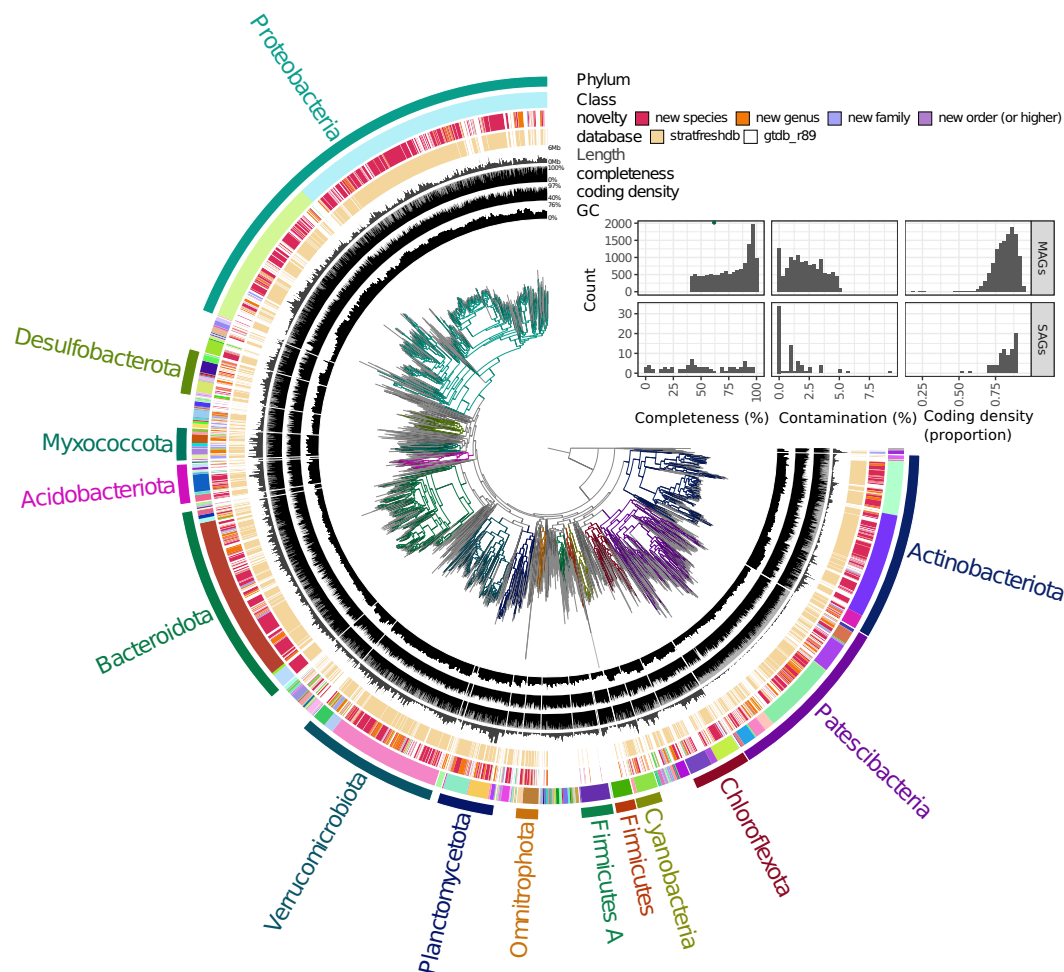 Phylum
Class
novelty new species new genus new family new order (or higher)
database stratfreshdb gtdb_r89
Length
completeness
coding density
GC
6Mb
0Mb
100%
0%
97%
40%
76%
0%
Proteobacteria
Desulfobacterota
Myxococcota
Acidobacteriota
Bacteroidota
Verrucomicrobiota
Planctomycetota
Omnitrophota
Firmicutes A
Firmicutes
Cyanobacteria
Chloroflexota
Patescibacteria
Actinobacteriota
Count
2000
1500
1000
500
0
MAGs
30
20
10
0
SAGs
0 25 50 75 100
0.0 2.5 5.0 7.5
0.25 0.50 0.75
Completeness (%) Contamination (%) Coding density
(proportion)